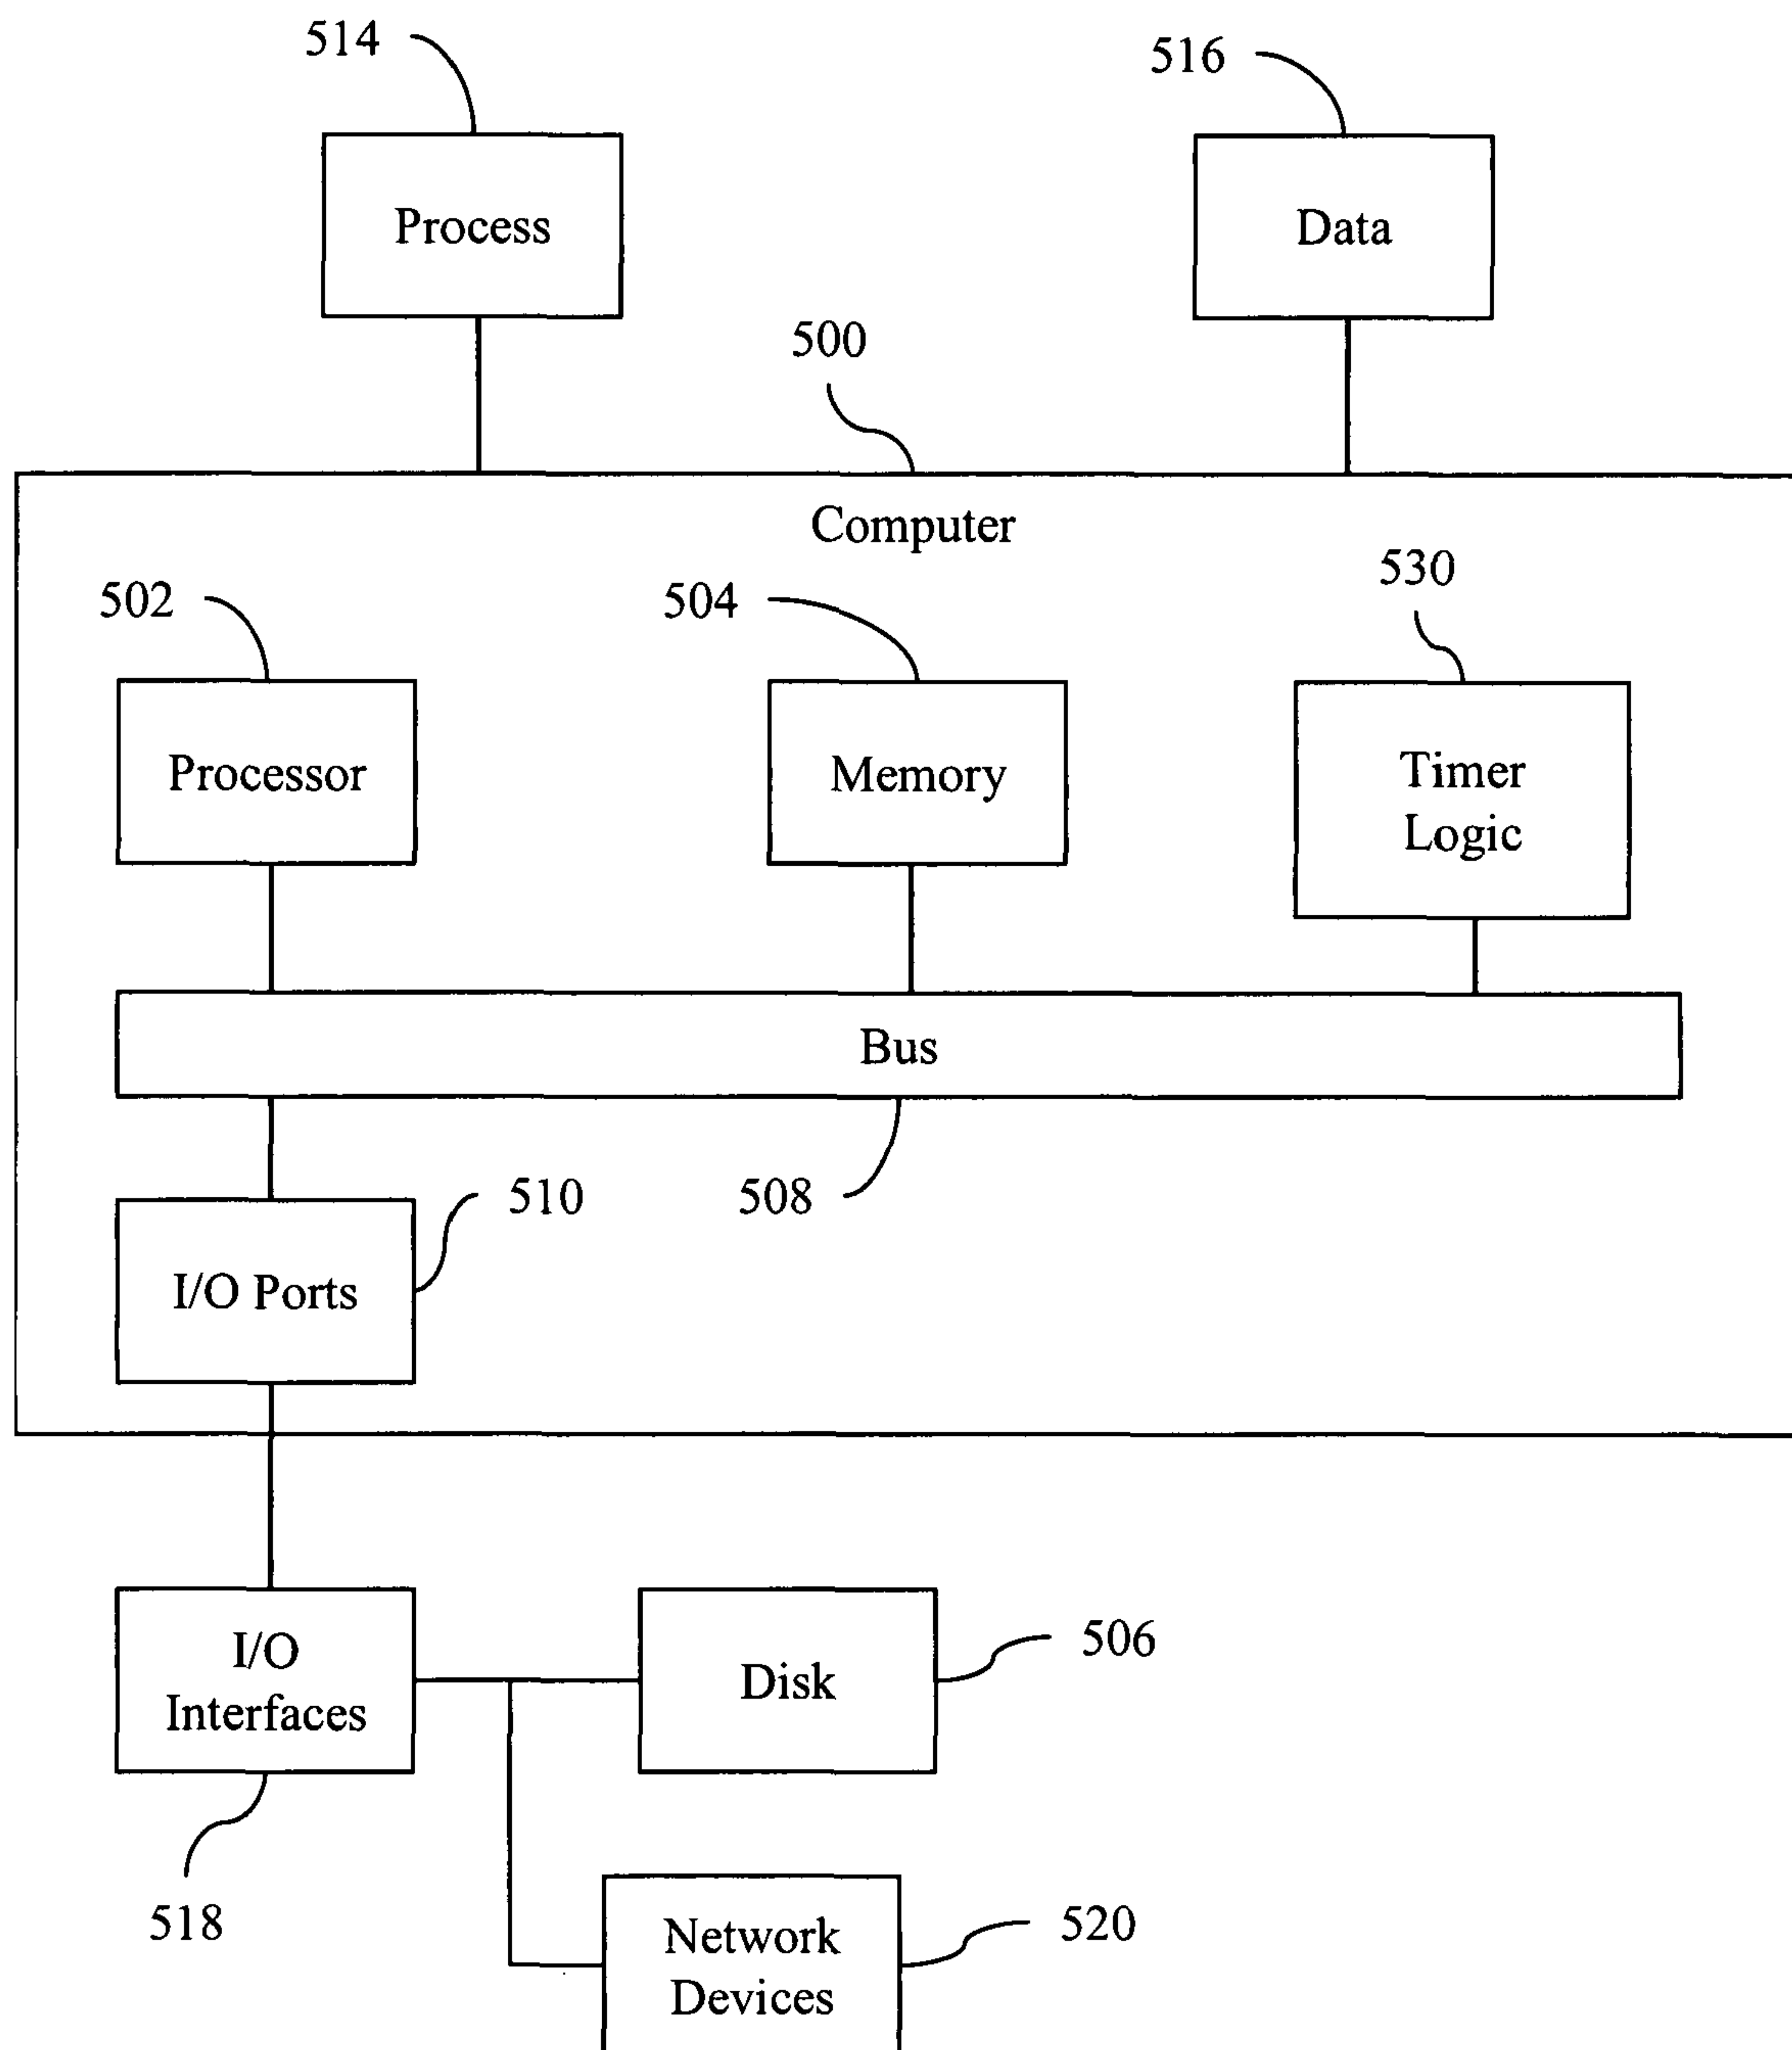 514
516
Process
Data
500
Computer
530
502
504
Processor
Memory
Timer
Logic
Bus
510
508
I/O Ports
I/O
Interfaces
Disk
506
518
Network
Devices
520